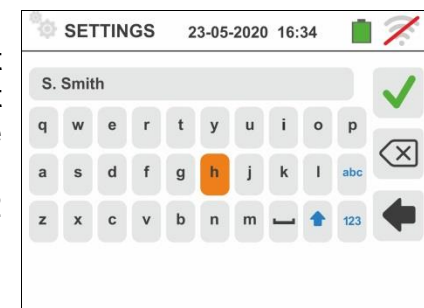 SETTINGS 23-05-2020 16:34
S. Smith
q w e r t y u i o p
a s d f g h j k l abc
z x c v b n m 123